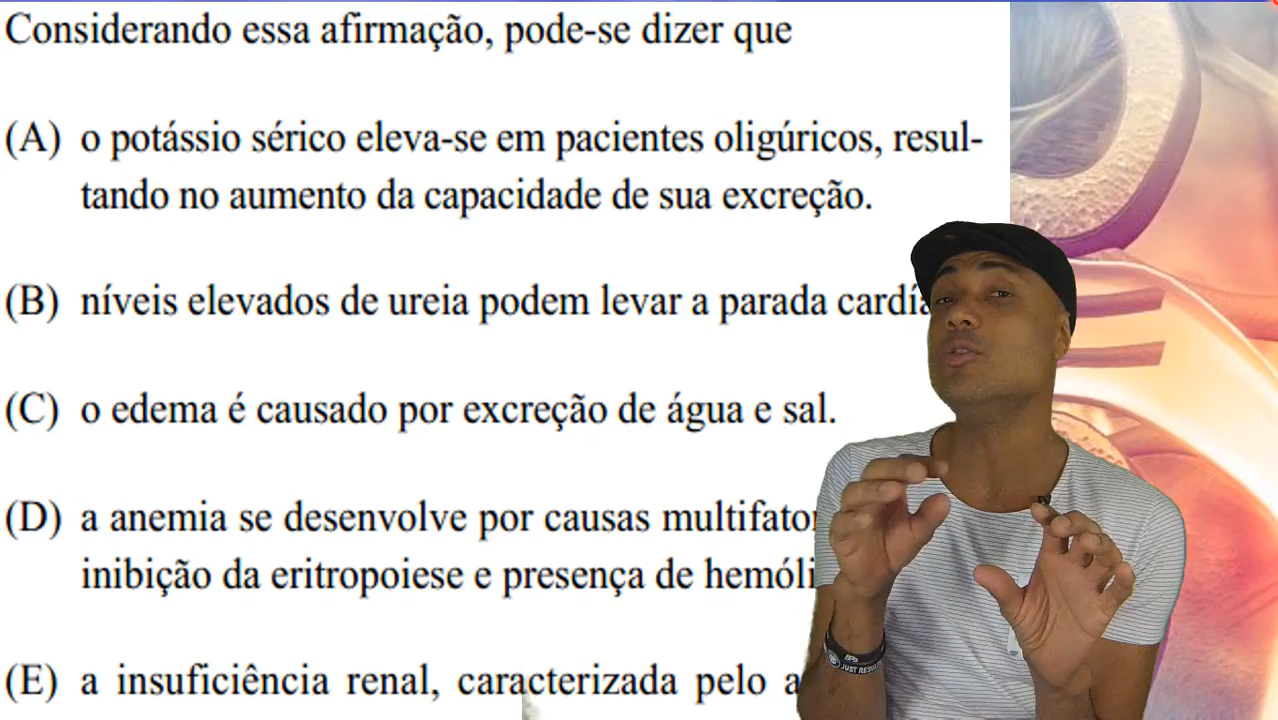 Considerando essa afirmação, pode-se dizer que
(A) o potássio sérico eleva-se em pacientes oligúricos, resul-
tando no aumento da capacidade de sua excreção.
(B) níveis elevados de ureia podem levar a parada
(C) o edema é causado por excreção de água e sal.
(D) a anemia se desenvolve por causas
inibição da eritropoiese e presença de
(E) a insuficiência renal, caracterizada pelo
JUST